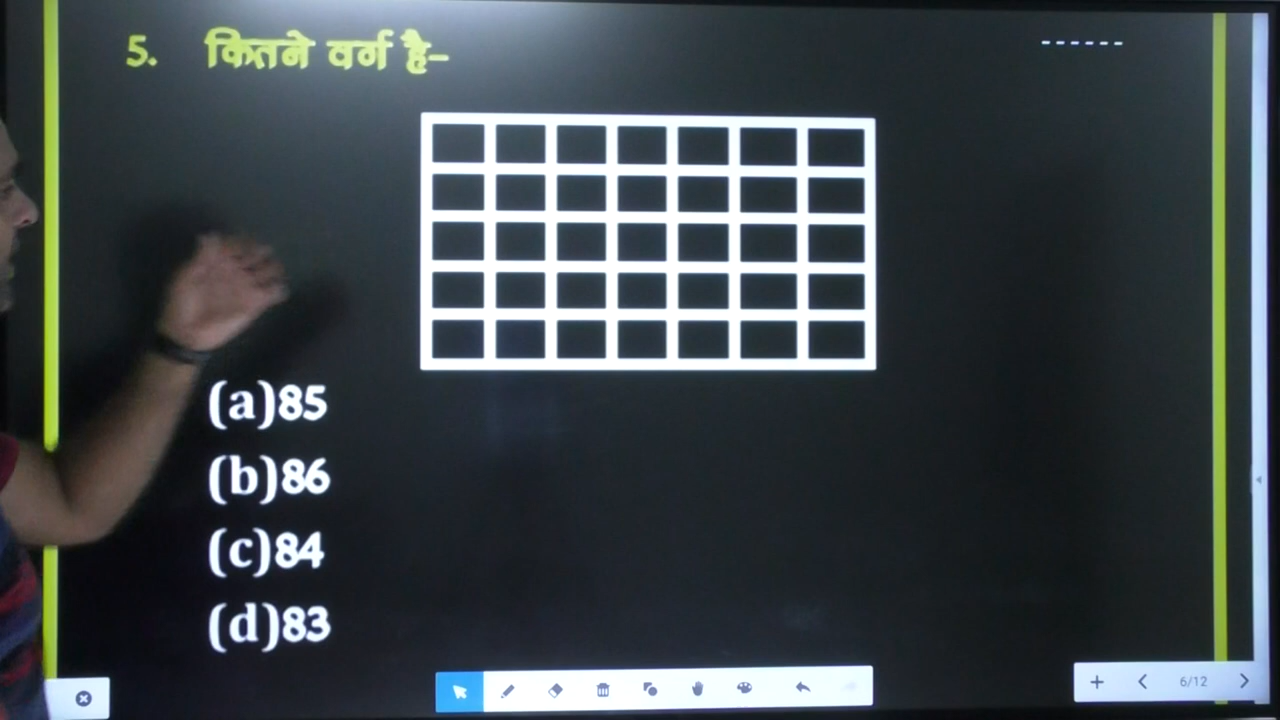 5. कितने वर्ग है-
------
(a)85
(b)86
(c)84
(d)83
6/12